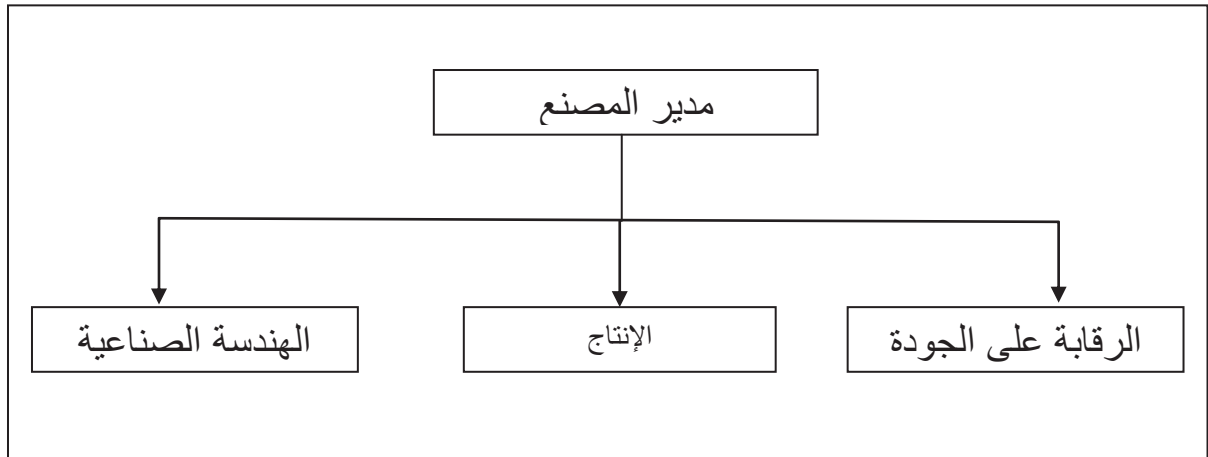 مدير المصنع
الرقابة على الجودة
الإنتاج
الهندسة الصناعية